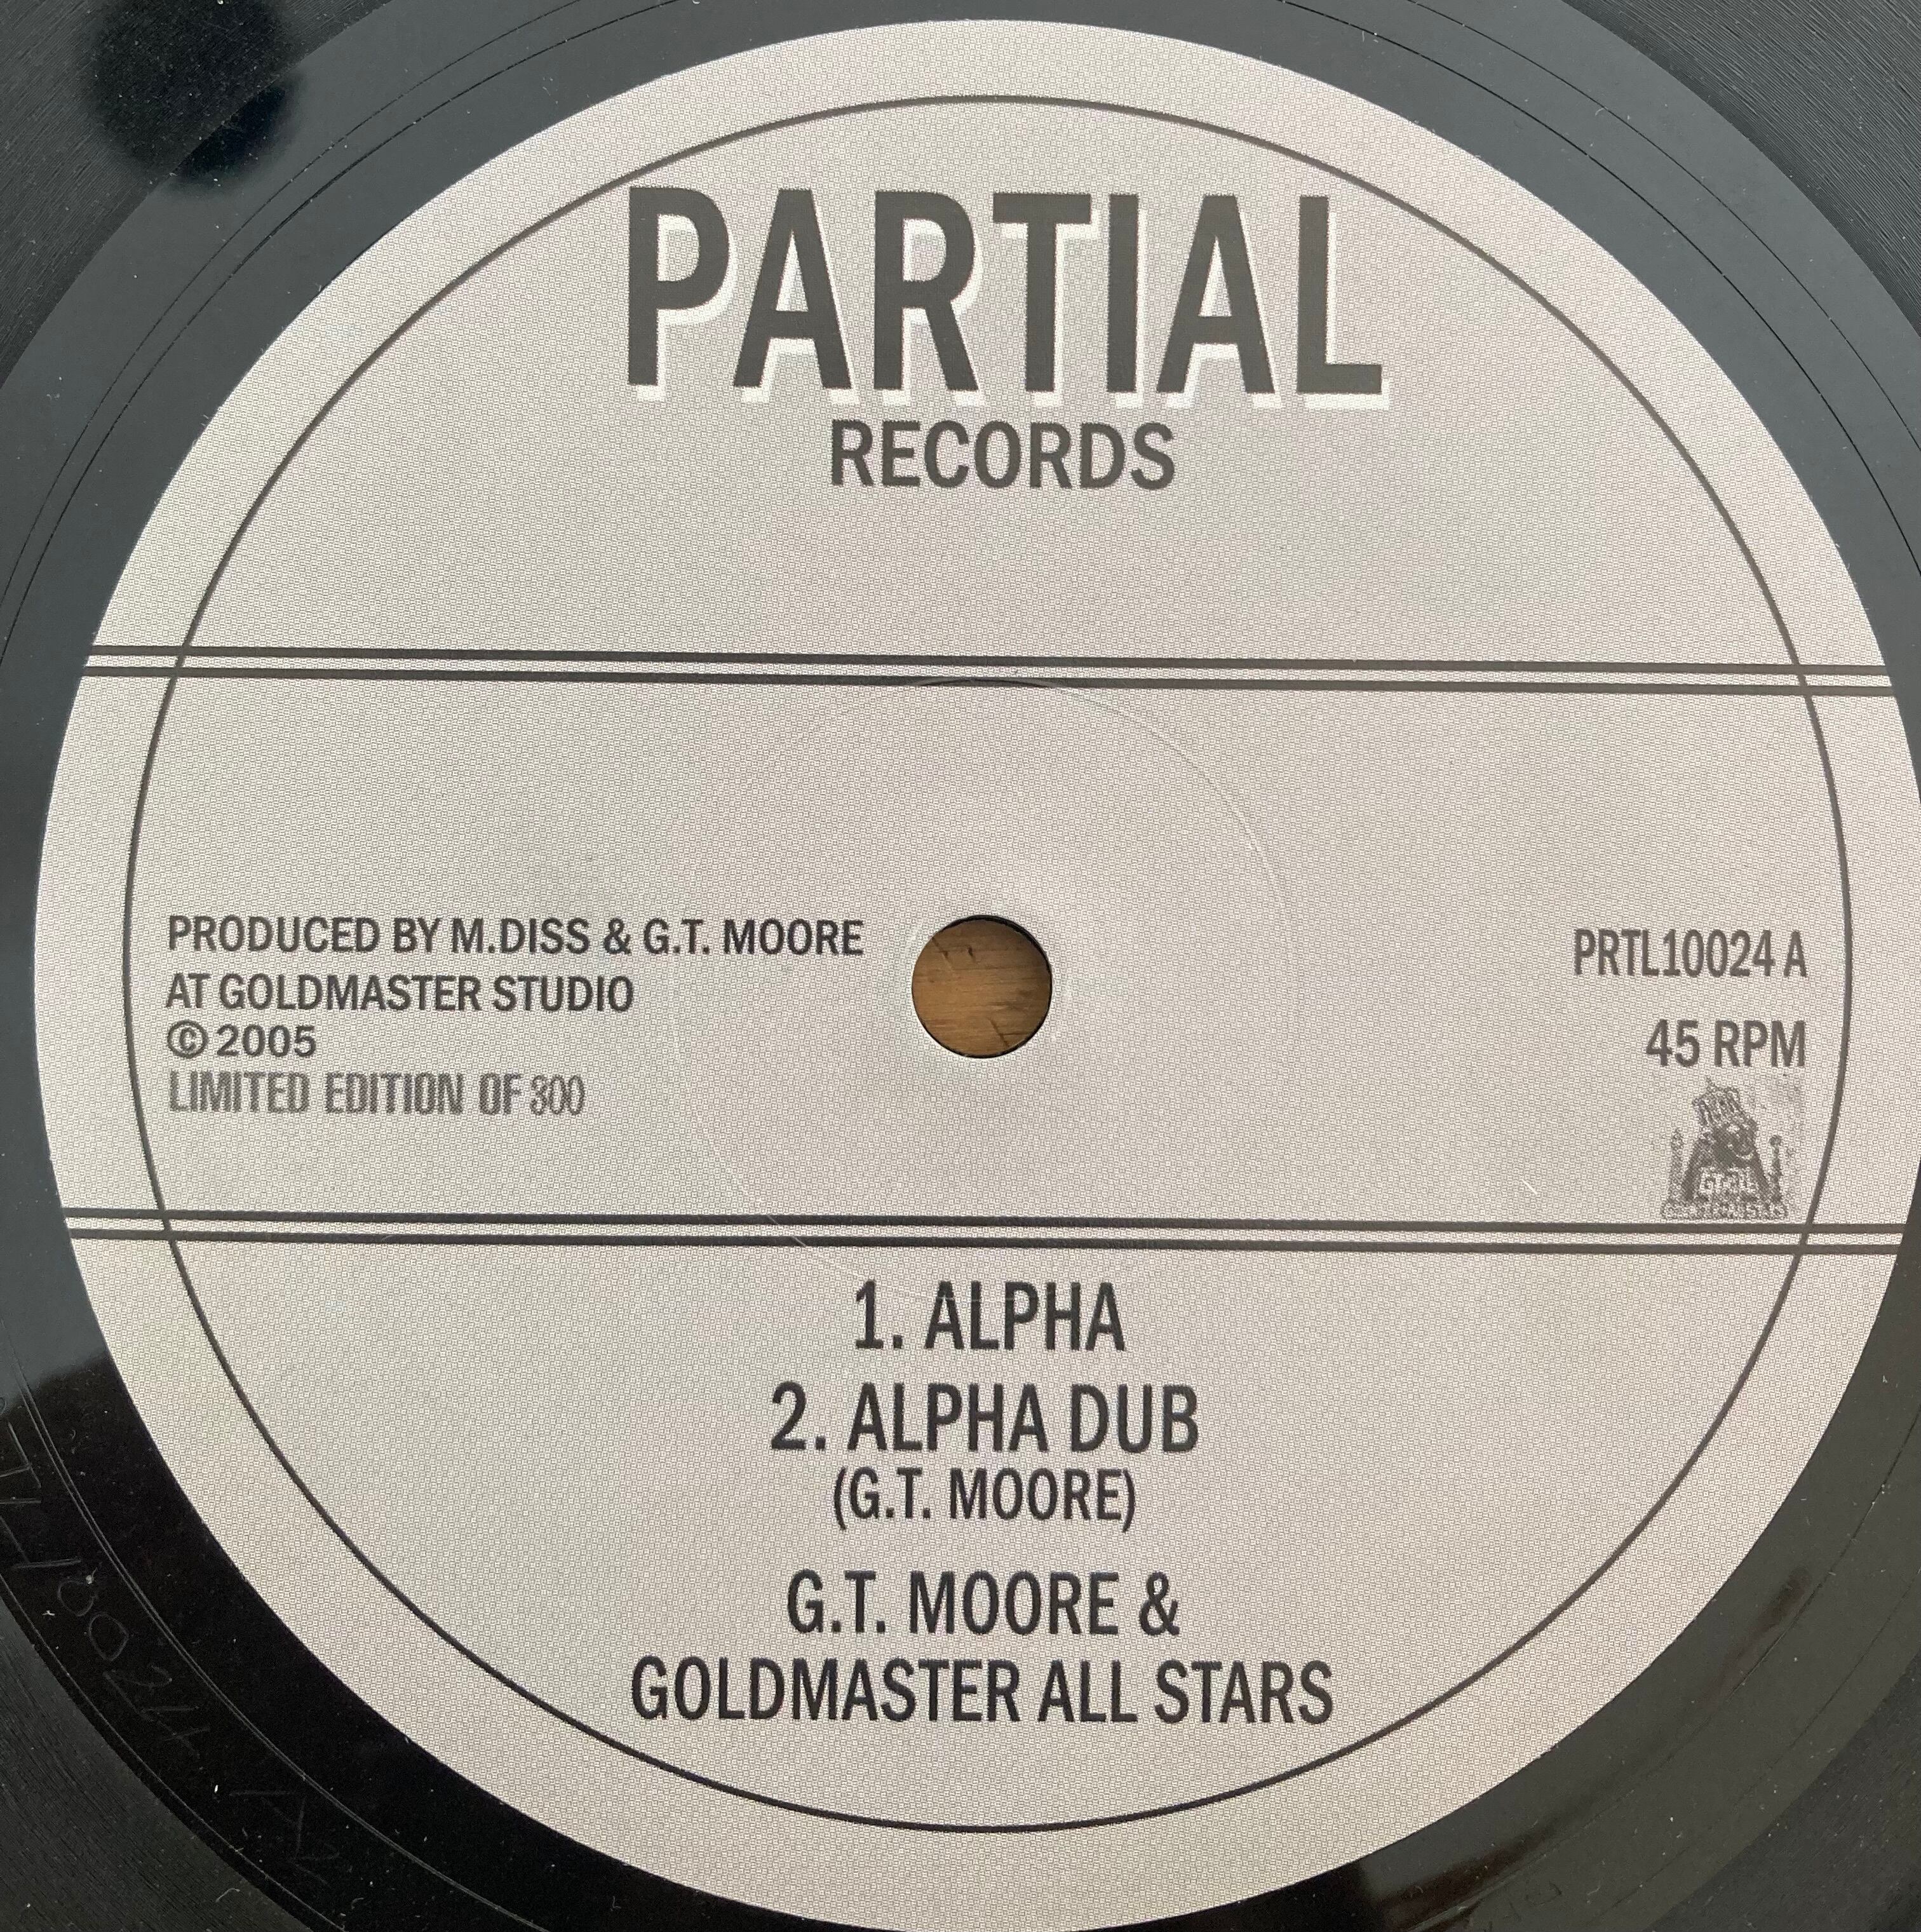 PARTIAL
RECORDS
PRODUCED BY M.DISS & G.T. MOORE
AT GOLDMASTER STUDIO
© 2005
LIMITED EDITION OF 300
PRTL10024 A
45 RPM
1. ALPHA
2. ALPHA DUB
(G.T. MOORE)
G.T. MOORE &
GOLDMASTER ALL STARS